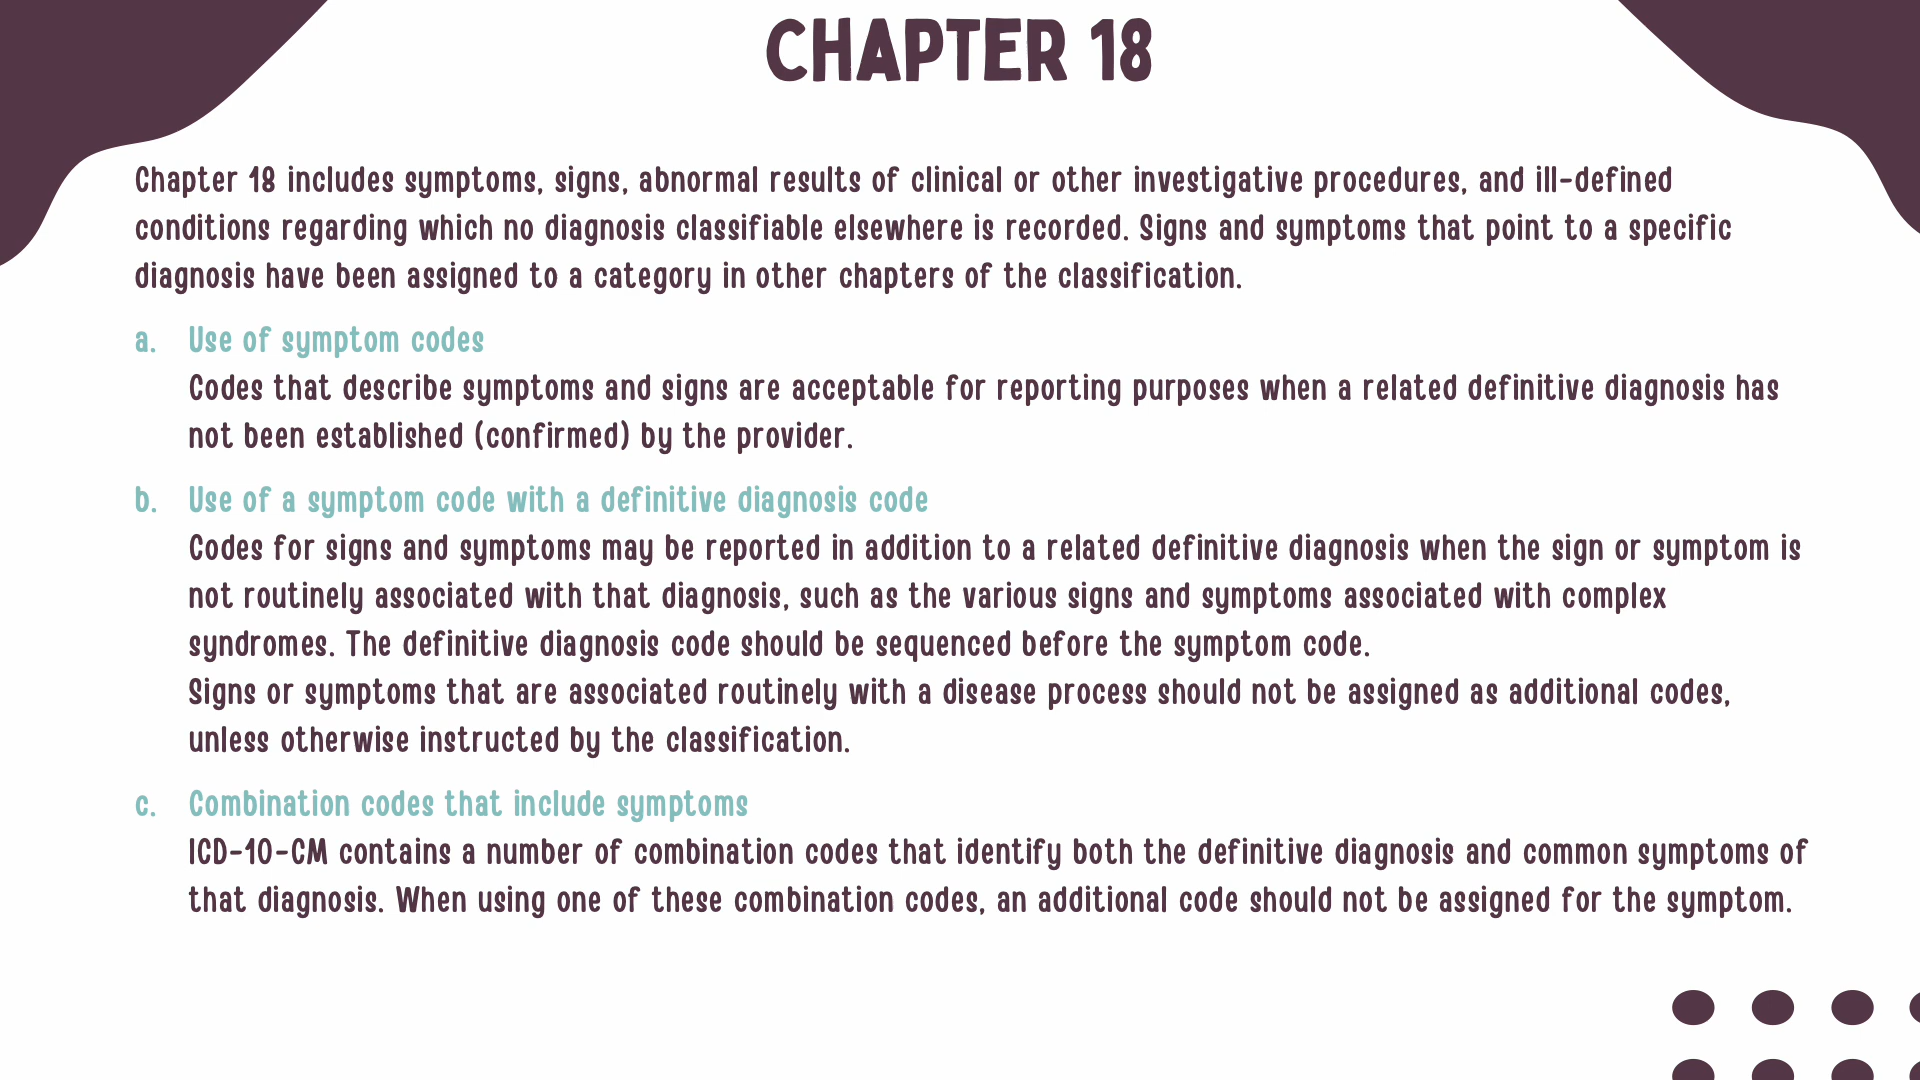 CHAPTER 18
Chapter 18 includes symptoms, signs, abnormal results of clinical or other investigative procedures, and ill-defined
conditions regarding which no diagnosis classifiable elsewhere is recorded. Signs and symptoms that point to a specific
diagnosis have been assigned to a category in other chapters of the classification.
a. Use of symptom codes
Codes that describe symptoms and signs are acceptable for reporting purposes when a related definitive diagnosis has
not been established (confirmed) by the provider.
b. Use of a symptom code with a definitive diagnosis code
Codes for signs and symptoms may be reported in addition to a related definitive diagnosis when the sign or symptom is
not routinely associated with that diagnosis, such as the various signs and symptoms associated with complex
syndromes. The definitive diagnosis code should be sequenced before the symptom code.
Signs or symptoms that are associated routinely with a disease process should not be assigned as additional codes,
unless otherwise instructed by the classification.
c. Combination codes that include symptoms
ICD-10-CM contains a number of combination codes that identify both the definitive diagnosis and common symptoms of
that diagnosis. When using one of these combination codes, an additional code should not be assigned for the symptom.